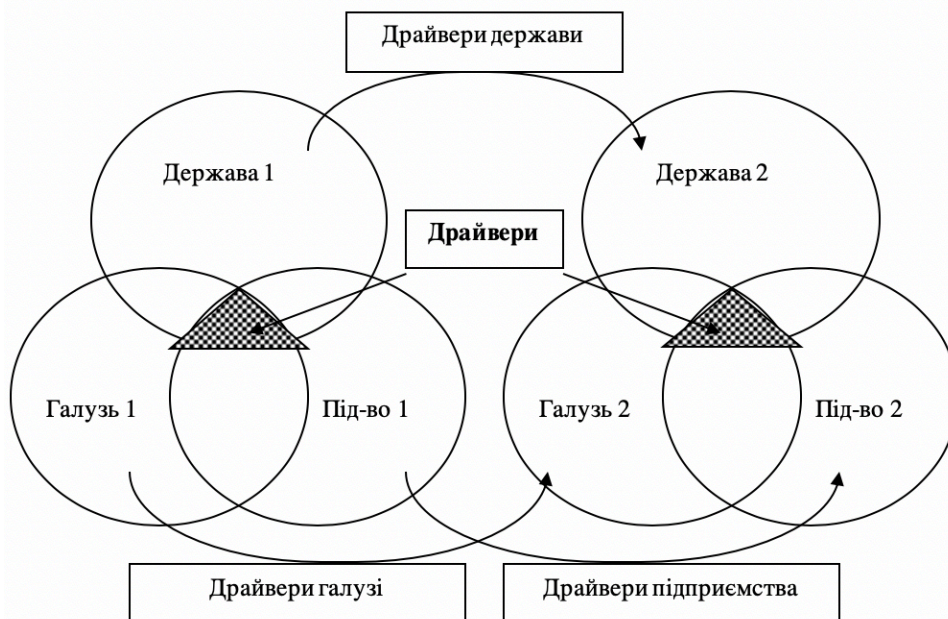 Драйвери держави
Держава 1
Держава 2
Драйвери
Галузь 1
Під-во 1
Галузь 2
Під-во 2
Драйвери галузі
Драйвери підприємства